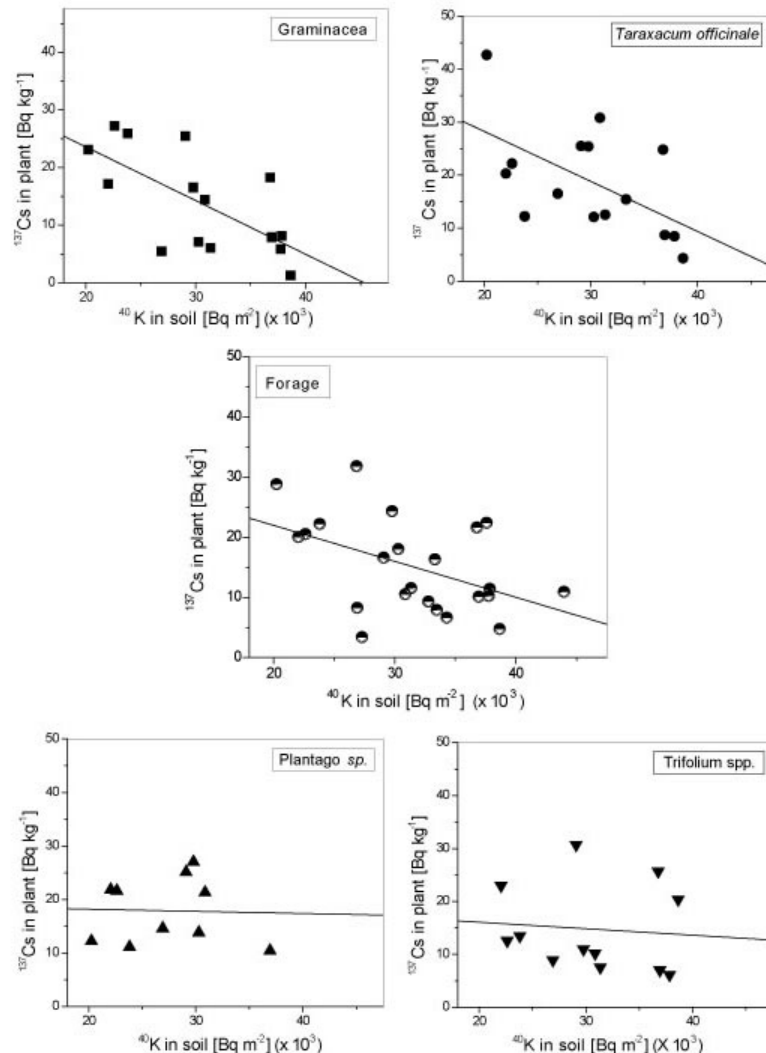 Graminacea
40
30
20
10
0
20
30
40
¹³⁷Cs in plant [Bq kg⁻¹]
⁴⁰K in soil [Bq m⁻²] (x 10³)
Taraxacum officinale
50
40
30
20
10
0
20
30
40
¹³⁷Cs in plant [Bq kg⁻¹]
⁴⁰K in soil [Bq m⁻²] (x 10³)
Forage
50
40
30
20
10
0
20
30
40
¹³⁷Cs in plant [Bq kg⁻¹]
⁴⁰K in soil [Bq m⁻²] (x 10³)
Plantago sp.
50
40
30
20
10
0
20
30
40
¹³⁷Cs in plant [Bq kg⁻¹]
⁴⁰K in soil [Bq m⁻²] (x 10³)
Trifolium spp.
50
40
30
20
10
0
20
30
40
¹³⁷Cs in plant [Bq kg⁻¹]
⁴⁰K in soil [Bq m⁻²] (X 10³)